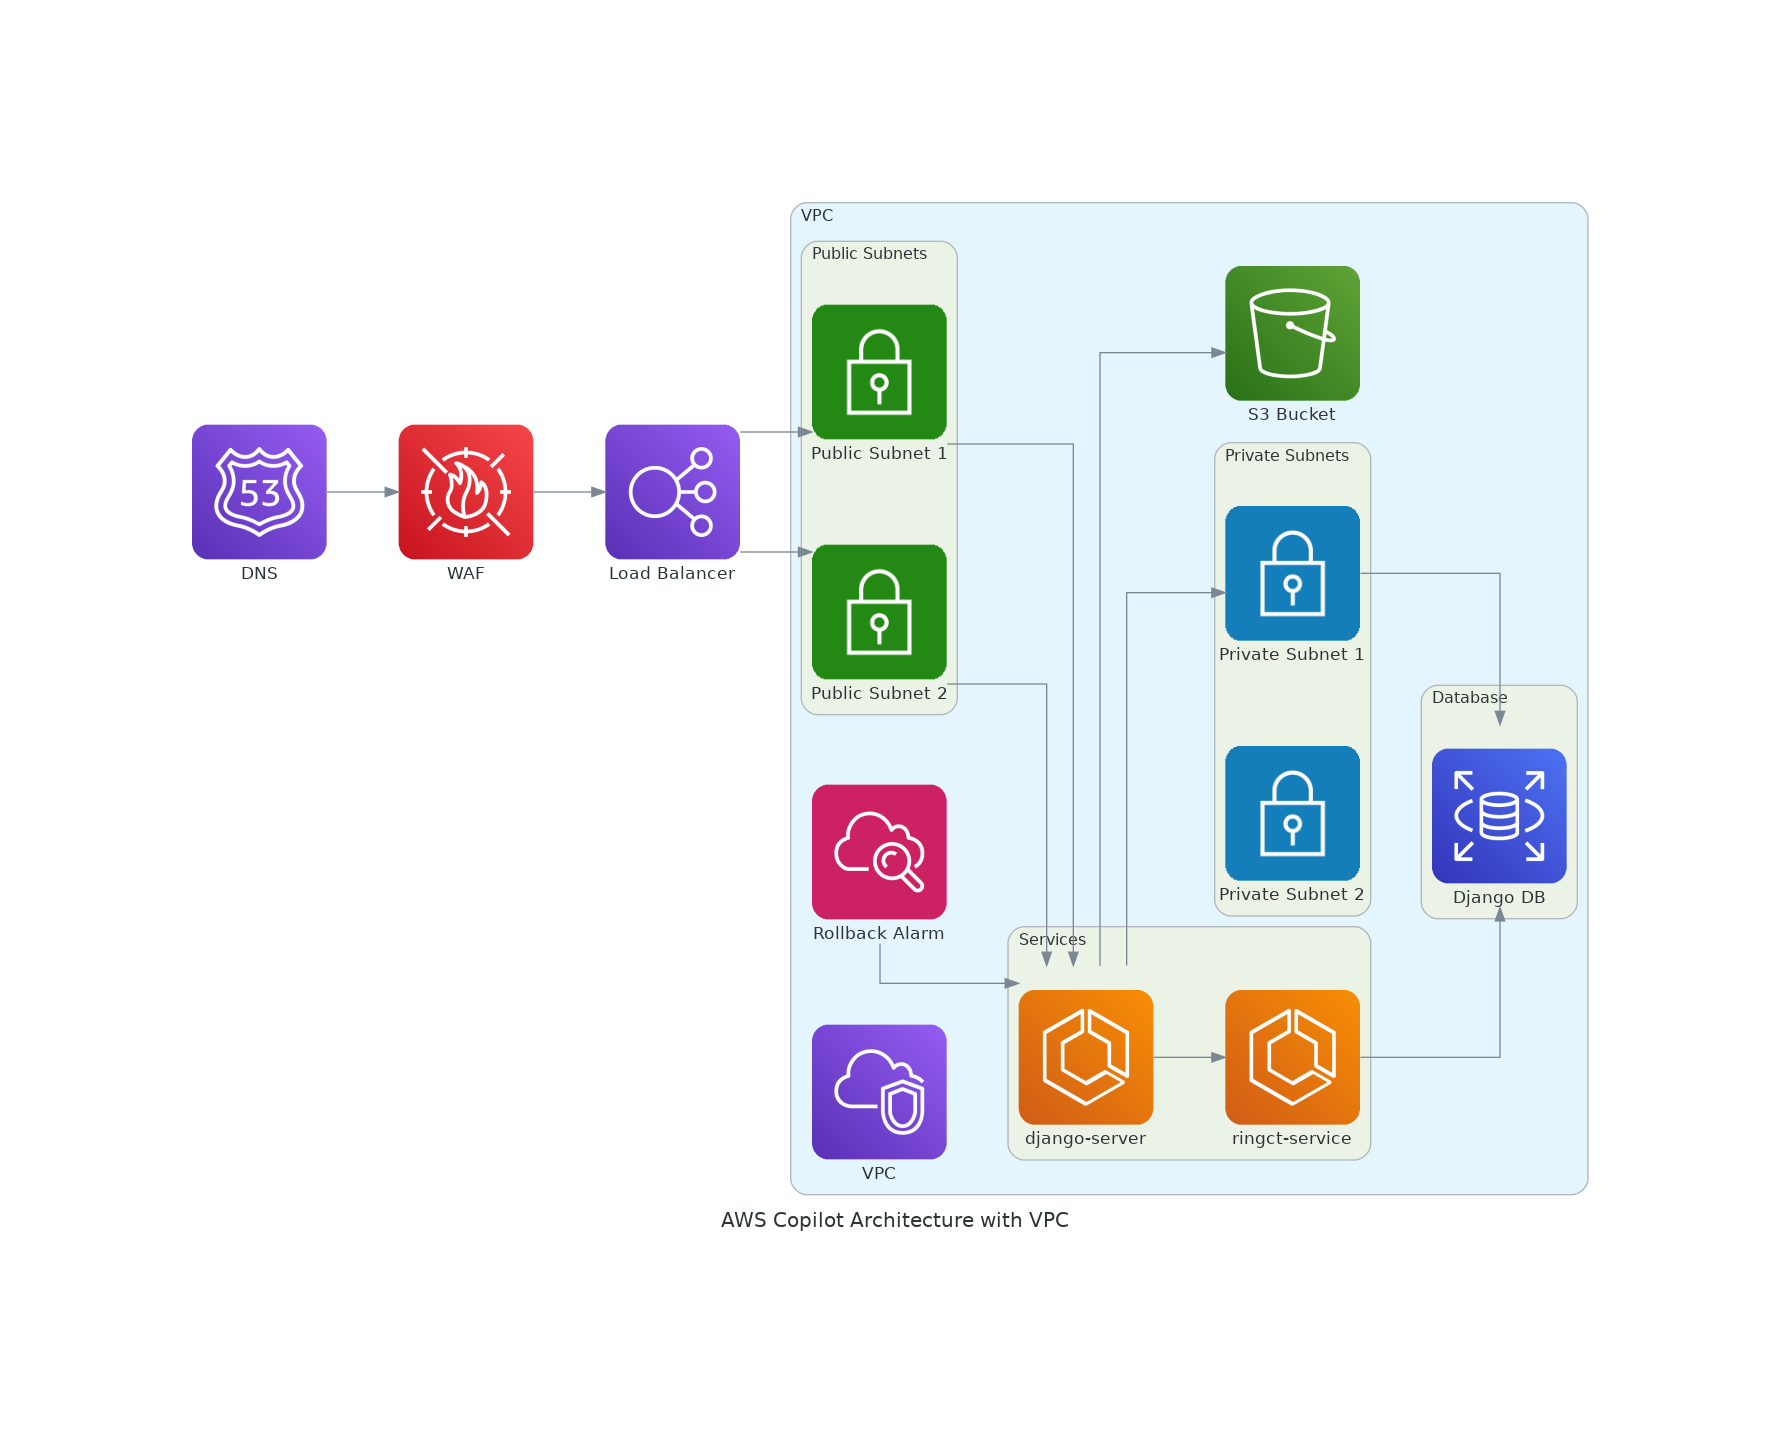 VPC
Public Subnets
Public Subnet 1
Public Subnet 2
53
DNS
WAF
Load Balancer
S3 Bucket
Private Subnets
Private Subnet 1
Private Subnet 2
Database
Django DB
Rollback Alarm
Services
django-server
ringct-service
VPC
AWS Copilot Architecture with VPC